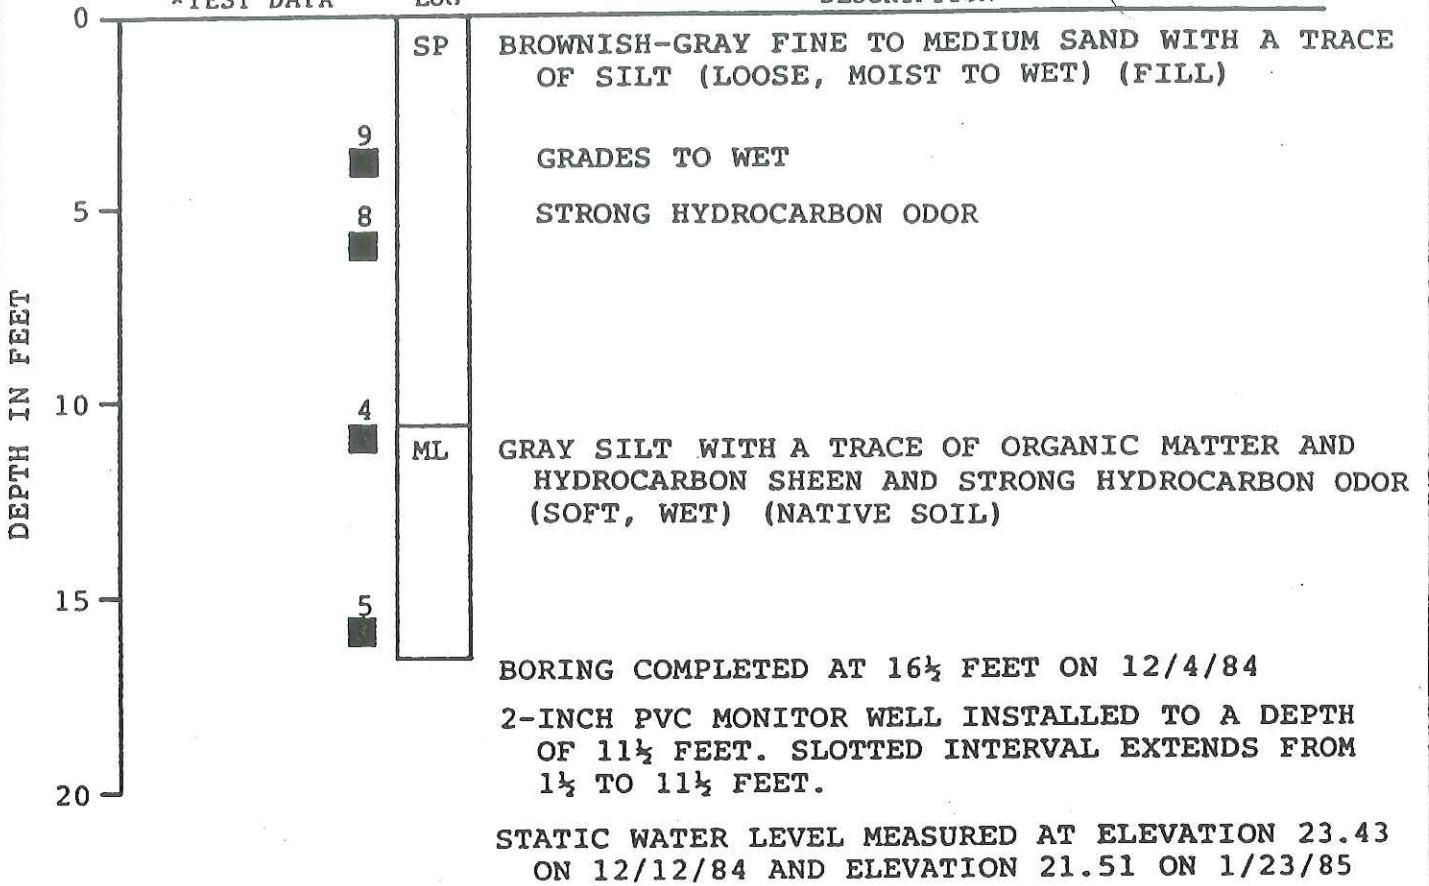 *TEST DATA
0
SP
BROWNISH-GRAY FINE TO MEDIUM SAND WITH A TRACE
OF SILT (LOOSE, MOIST TO WET) (FILL)
9
GRADES TO WET
5
8
STRONG HYDROCARBON ODOR
DEPTH IN FEET
10
4
ML
GRAY SILT WITH A TRACE OF ORGANIC MATTER AND
HYDROCARBON SHEEN AND STRONG HYDROCARBON ODOR
(SOFT, WET) (NATIVE SOIL)
15
5
BORING COMPLETED AT 16½ FEET ON 12/4/84
2-INCH PVC MONITOR WELL INSTALLED TO A DEPTH
OF 11½ FEET. SLOTTED INTERVAL EXTENDS FROM
1½ TO 11½ FEET.
20
STATIC WATER LEVEL MEASURED AT ELEVATION 23.43
ON 12/12/84 AND ELEVATION 21.51 ON 1/23/85